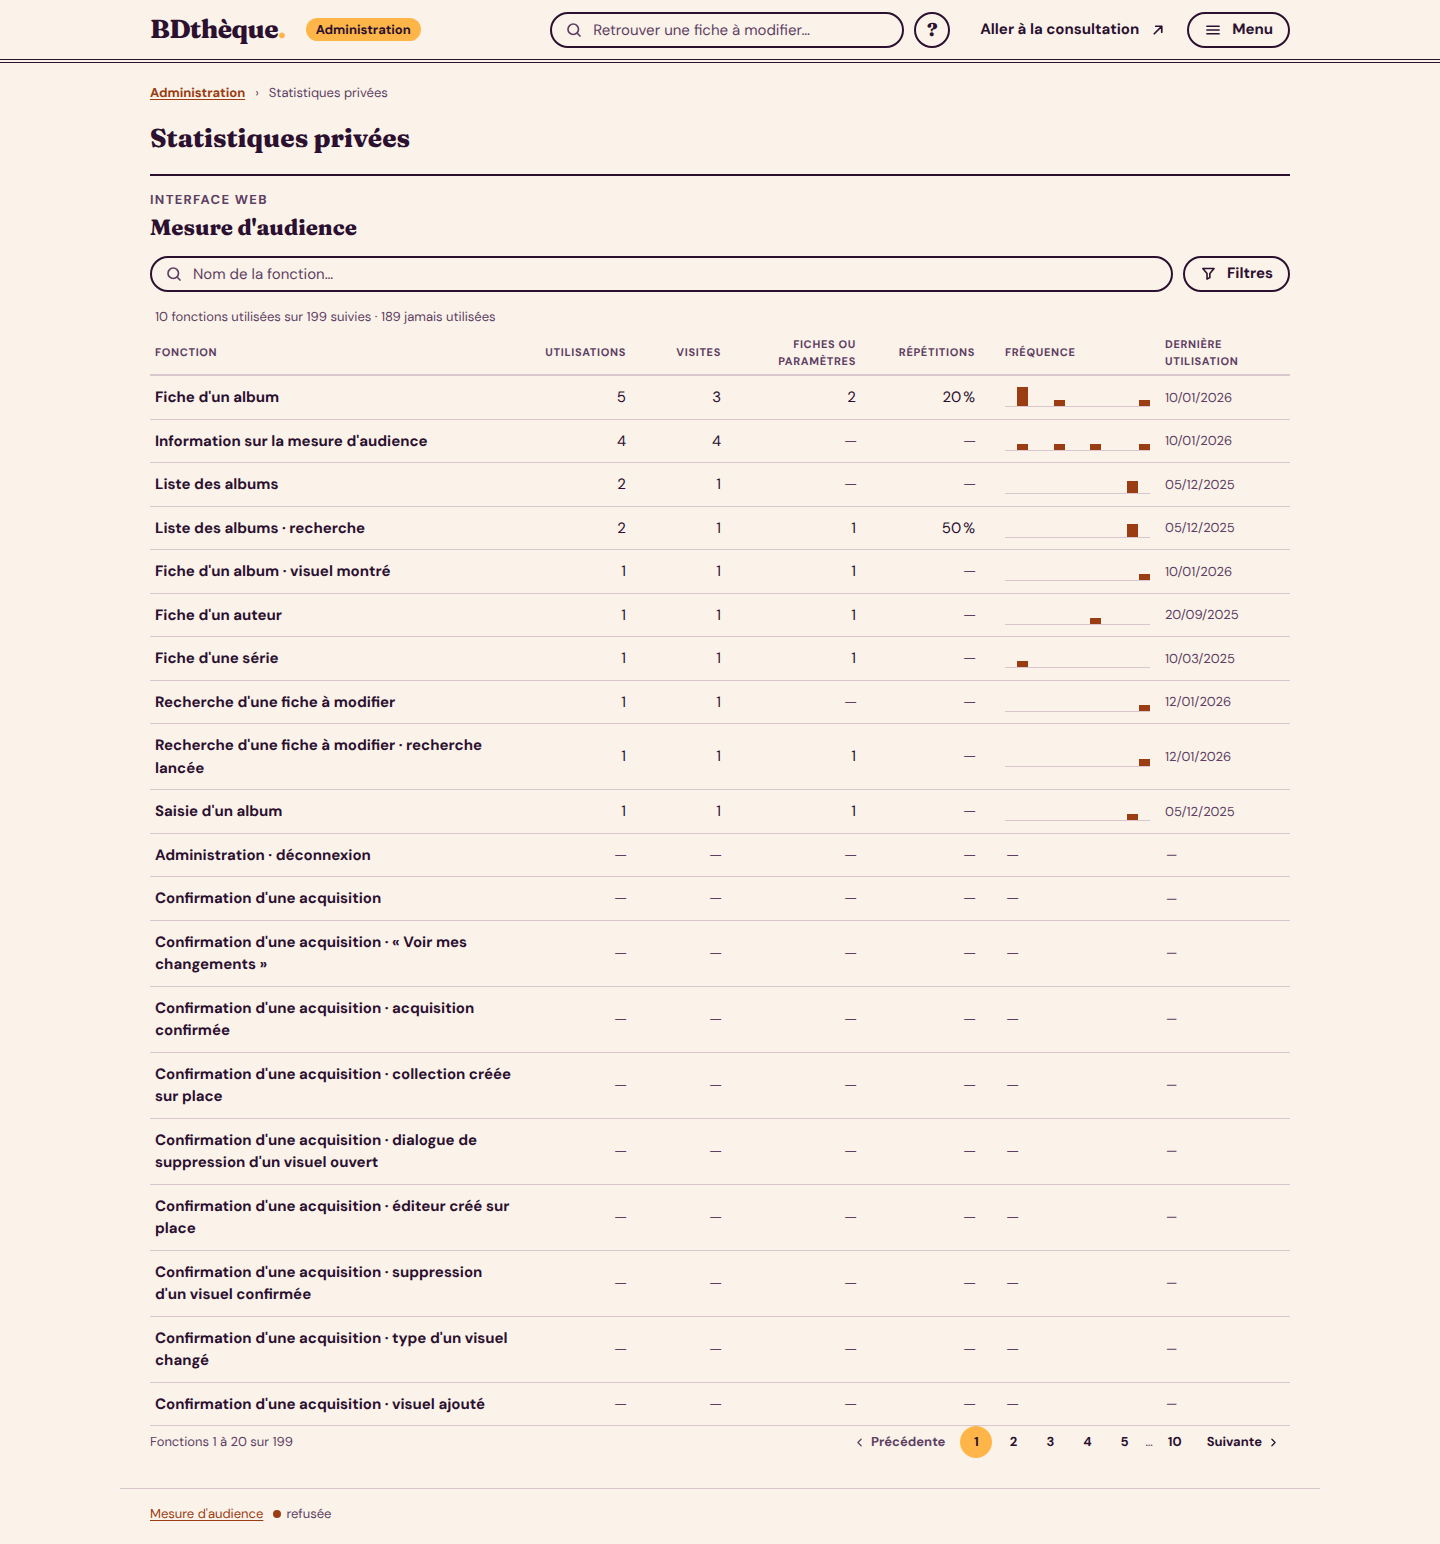 BDthèque. Administration Retrouver une fiche à modifier... ? Aller à la consultation Menu
Administration › Statistiques privées
Statistiques privées
INTERFACE WEB
Mesure d'audience
Nom de la fonction... Filtres
10 fonctions utilisées sur 199 suivies · 189 jamais utilisées
FONCTION UTILISATIONS VISITES FICHES OU PARAMÈTRES RÉPÉTITIONS FRÉQUENCE DERNIÈRE UTILISATION
Fiche d'un album 5 3 2 20 % 10/01/2026
Information sur la mesure d'audience 4 4 — — 10/01/2026
Liste des albums 2 1 — — 05/12/2025
Liste des albums · recherche 2 1 1 50 % 05/12/2025
Fiche d'un album · visuel montré 1 1 1 — 10/01/2026
Fiche d'un auteur 1 1 1 — 20/09/2025
Fiche d'une série 1 1 1 — 10/03/2025
Recherche d'une fiche à modifier 1 1 — — 12/01/2026
Recherche d'une fiche à modifier · recherche
lancée 1 1 1 — 12/01/2026
Saisie d'un album 1 1 1 — 05/12/2025
Administration · déconnexion — — — — — —
Confirmation d'une acquisition — — — — — —
Confirmation d'une acquisition · « Voir mes
changements » — — — — — —
Confirmation d'une acquisition · acquisition
confirmée — — — — — —
Confirmation d'une acquisition · collection créée
sur place — — — — — —
Confirmation d'une acquisition · dialogue de
suppression d'un visuel ouvert — — — — — —
Confirmation d'une acquisition · éditeur créé sur
place — — — — — —
Confirmation d'une acquisition · suppression
d'un visuel confirmée — — — — — —
Confirmation d'une acquisition · type d'un visuel
changé — — — — — —
Confirmation d'une acquisition · visuel ajouté — — — — — —
Fonctions 1 à 20 sur 199 ‹ Précédente 1 2 3 4 5 … 10 Suivante ›
Mesure d'audience refusée